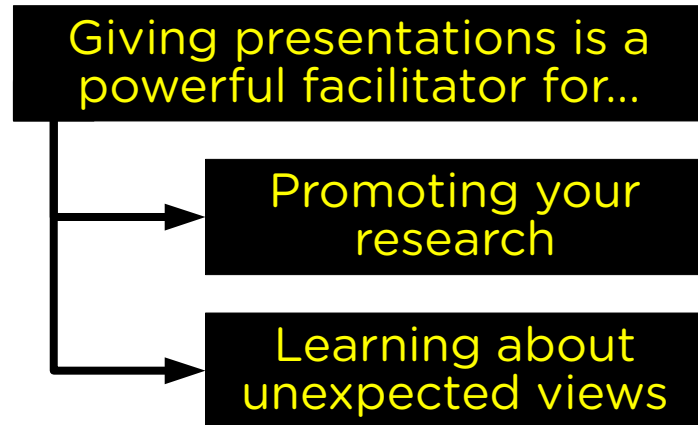 Giving presentations is a
powerful facilitator for...
Promoting your
research
Learning about
unexpected views